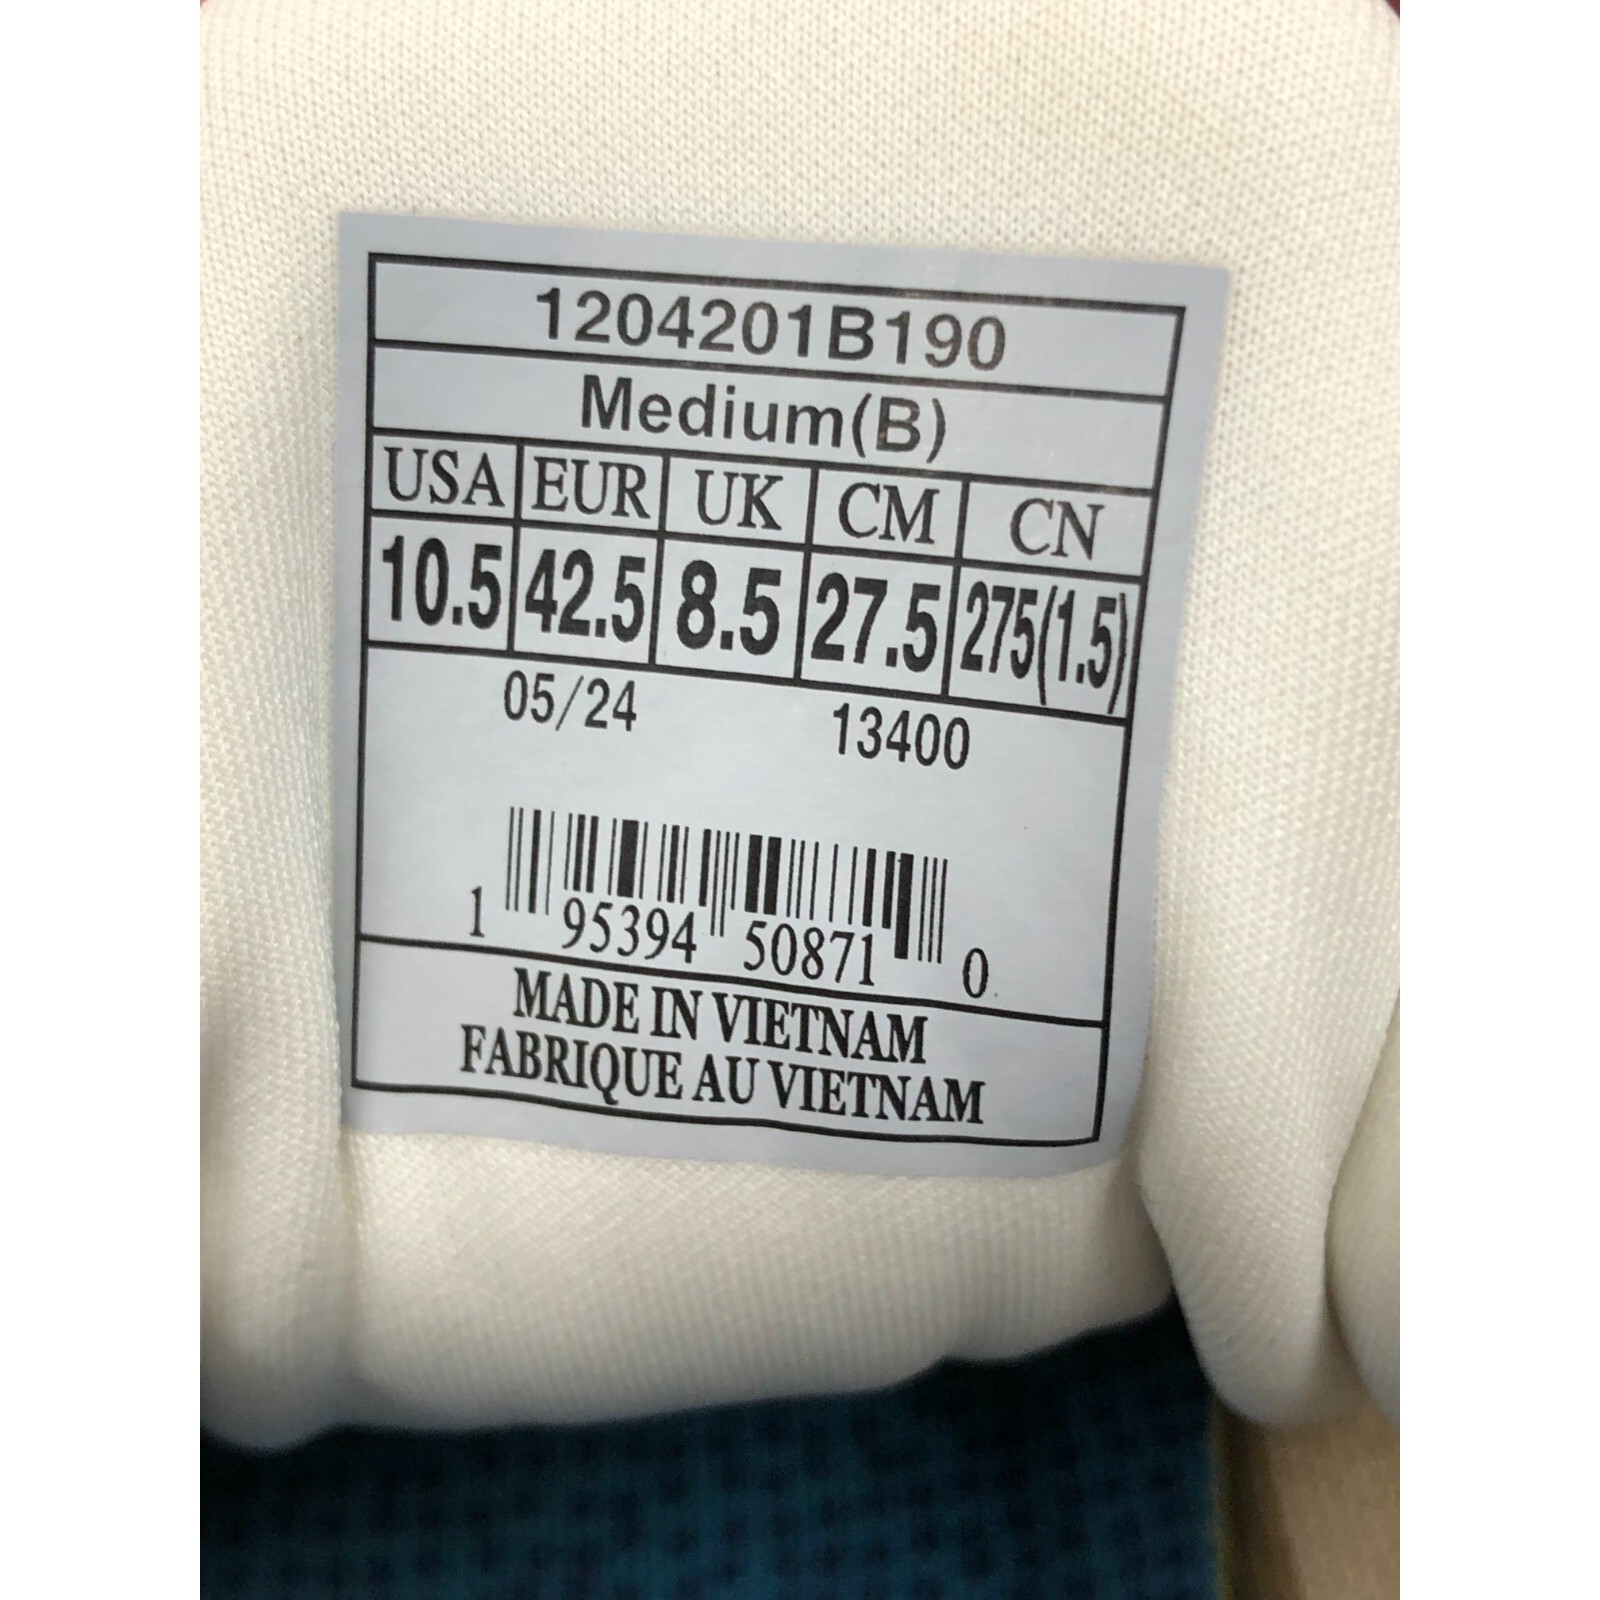 1204201B190
Medium(B)
USA EUR UK CM CN
10.5 42.5 8.5 27.5 275(1.5)
05/24 13400
1 95394 50871 0
MADE IN VIETNAM
FABRIQUE AU VIETNAM